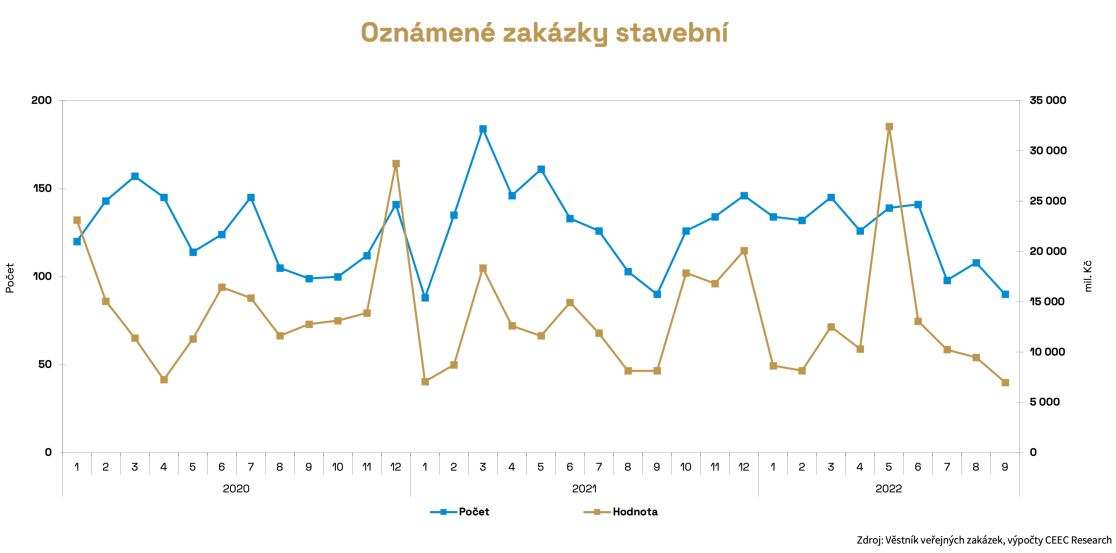 Oznámené zakázky stavební
200 35 000
30 000
150
25 000
20 000
100
15 000
10 000
50
5 000
0 0
Počet
mil. Kč
1 2 3 4 5 6 7 8 9 10 11 12 1 2 3 4 5 6 7 8 9 10 11 12 1 2 3 4 5 6 7 8 9
2020 2021 2022
Počet Hodnota
Zdroj: Věstník veřejných zakázek, výpočty CEEC Research